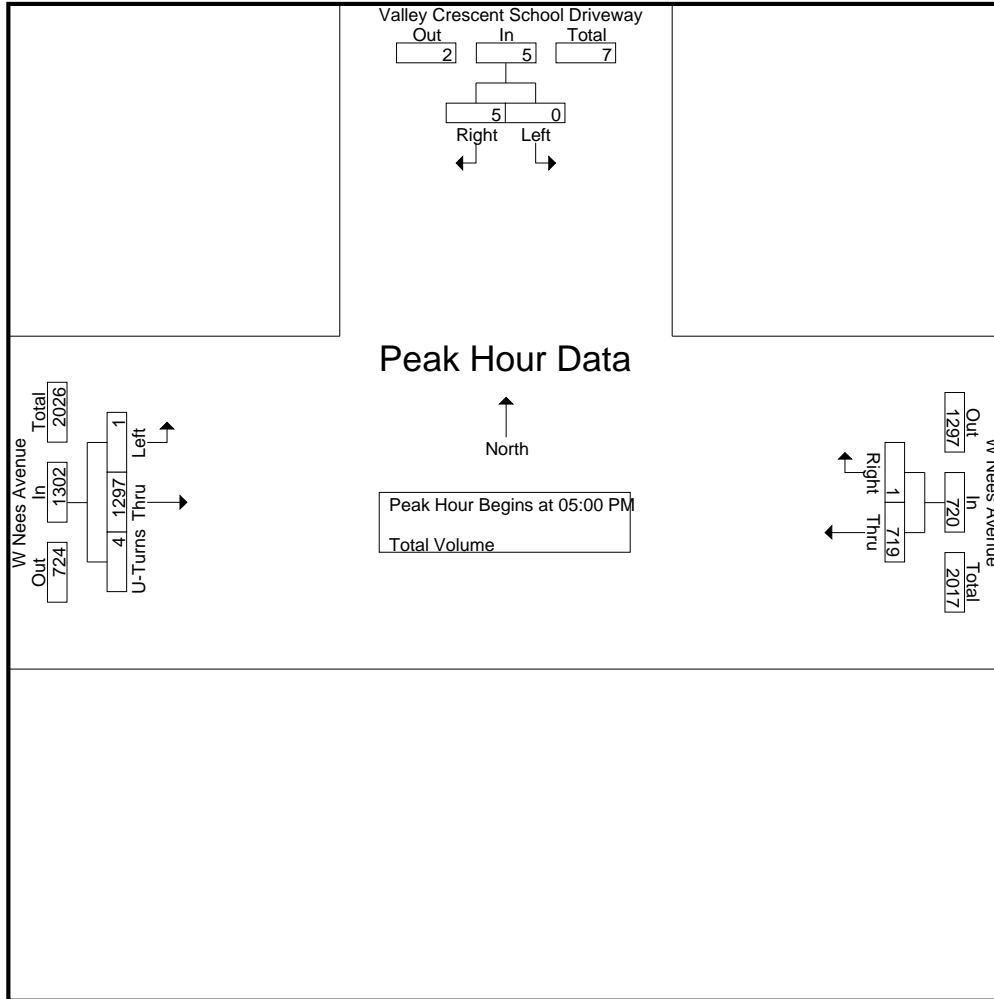 Valley Crescent School Driveway
Out In Total
2 5 7
5 0
Right Left
Peak Hour Data
North
Peak Hour Begins at 05:00 PM
Total Volume
W Nees Avenue
Out In Total
724 1302 2026
Left Thru U-Turns
1 1297 4
W Nees Avenue
Out In Total
1297 720 2017
Right Thru
1 719